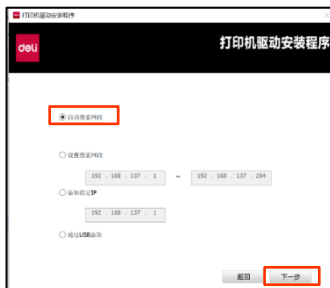 打印机驱动安装程序
deli
打印机驱动安装程序
自动搜索网段
设置搜索网段
192 . 168 . 137 . 1 ~ 192 . 168 . 137 . 254
添加指定IP
192 . 168 . 137 . 1
通过USB添加
返回 下一步